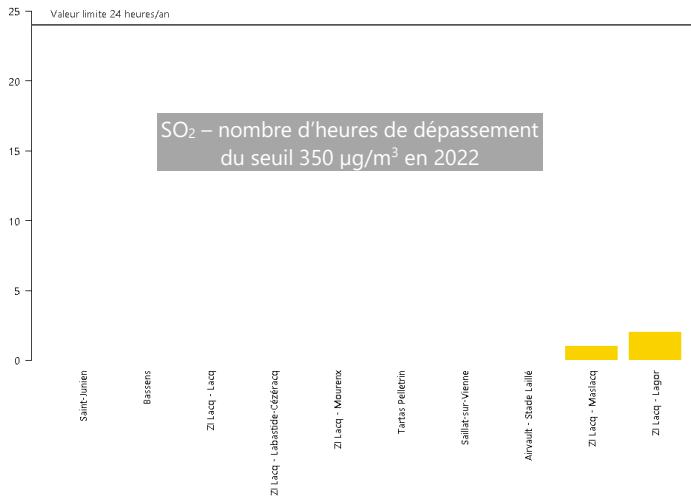 25
Valeur limite 24 heures/an
20
SO₂ – nombre d'heures de dépassement
du seuil 350 µg/m³ en 2022
15
10
5
0
Saint-Junien
Bassens
ZI Lacq - Lacq
ZI Lacq - Labastide-Cézéracq
ZI Lacq - Mourenx
Tartas Pelletrin
Saillat-sur-Vienne
Airvault - Stade Laillé
ZI Lacq - Maslacq
ZI Lacq - Lagor